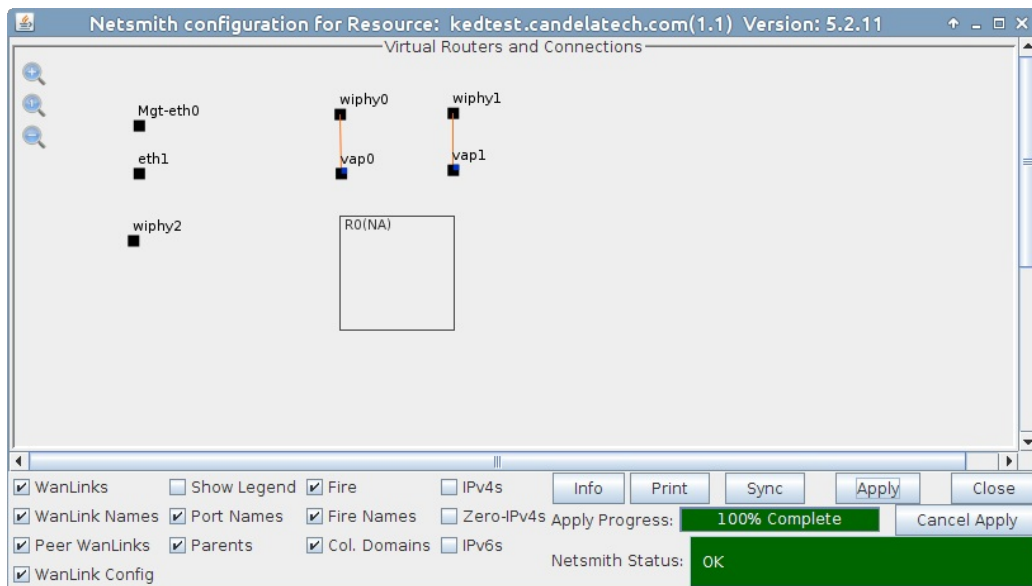 Netsmith configuration for Resource: kedtest.candelatech.com(1.1) Version: 5.2.11
Virtual Routers and Connections
wiphy0 wiphy1
Mgt-eth0
eth1 vap0 vap1
wiphy2 R0(NA)
WanLinks Show Legend Fire IPv4s Info Print Sync Apply Close
WanLink Names Port Names Fire Names Zero-IPv4s Apply Progress: 100% Complete Cancel Apply
Peer WanLinks Parents Col. Domains IPv6s Netsmith Status: OK
WanLink Config